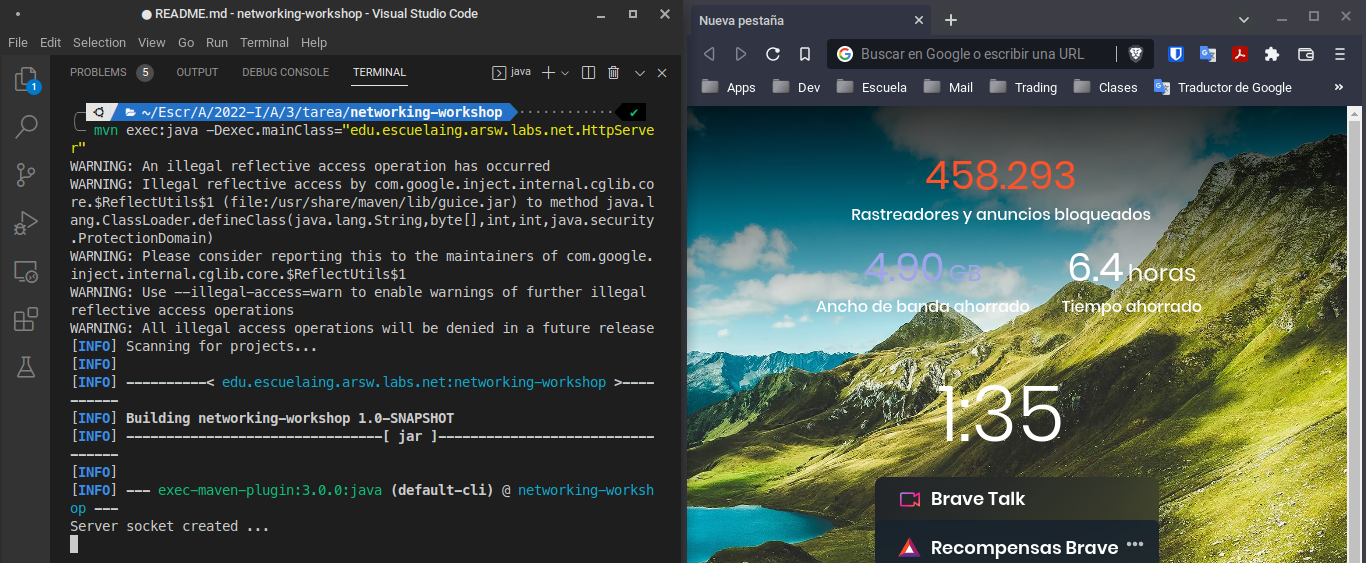 ● README.md - networking-workshop - Visual Studio Code
File Edit Selection View Go Run Terminal Help
PROBLEMS 5 OUTPUT DEBUG CONSOLE TERMINAL java
1
~/Escr/A/2022-I/A/3/tarea/networking-workshop ············ ✔
mvn exec:java -Dexec.mainClass="edu.escuelaing.arsw.labs.net.HttpServe
r"
WARNING: An illegal reflective access operation has occurred
WARNING: Illegal reflective access by com.google.inject.internal.cglib.co
re.$ReflectUtils$1 (file:/usr/share/maven/lib/guice.jar) to method java.l
ang.ClassLoader.defineClass(java.lang.String,byte[],int,int,java.security
.ProtectionDomain)
WARNING: Please consider reporting this to the maintainers of com.google.
inject.internal.cglib.core.$ReflectUtils$1
WARNING: Use --illegal-access=warn to enable warnings of further illegal
reflective access operations
WARNING: All illegal access operations will be denied in a future release
[INFO] Scanning for projects...
[INFO]
[INFO] ----------< edu.escuelaing.arsw.labs.net:networking-workshop >----
------
[INFO] Building networking-workshop 1.0-SNAPSHOT
[INFO] --------------------------------[ jar ]---------------------------
------
[INFO]
[INFO] --- exec-maven-plugin:3.0.0:java (default-cli) @ networking-worksh
op ---
Server socket created ...
Nueva pestaña
Buscar en Google o escribir una URL
Apps Dev Escuela Mail Trading Clases Traductor de Google »
458.293
Rastreadores y anuncios bloqueados
4.90 GB 6.4 horas
Ancho de banda ahorrado Tiempo ahorrado
1:35
Brave Talk
Recompensas Brave